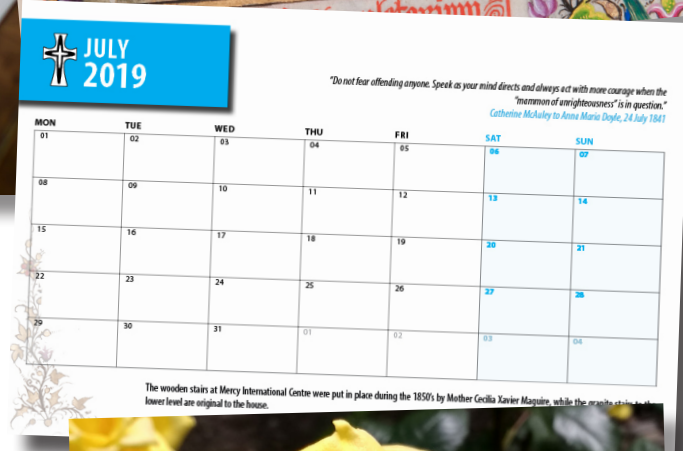 JULY
2019
"Do not fear offending anyone. Speak as your mind directs and always act with more courage when the
"mammon of unrighteousness" is in question."
Catherine McAuley to Anna Maria Doyle, 24 July 1841
MON TUE WED THU FRI SAT SUN
01 02 03 04 05 06 07
08 09 10 11 12 13 14
15 16 17 18 19 20 21
22 23 24 25 26 27 28
29 30 31 01 02 03 04
The wooden stairs at Mercy International Centre were put in place during the 1850's by Mother Cecilia Xavier Maguire, while the granite stairs to the
lower level are original to the house.